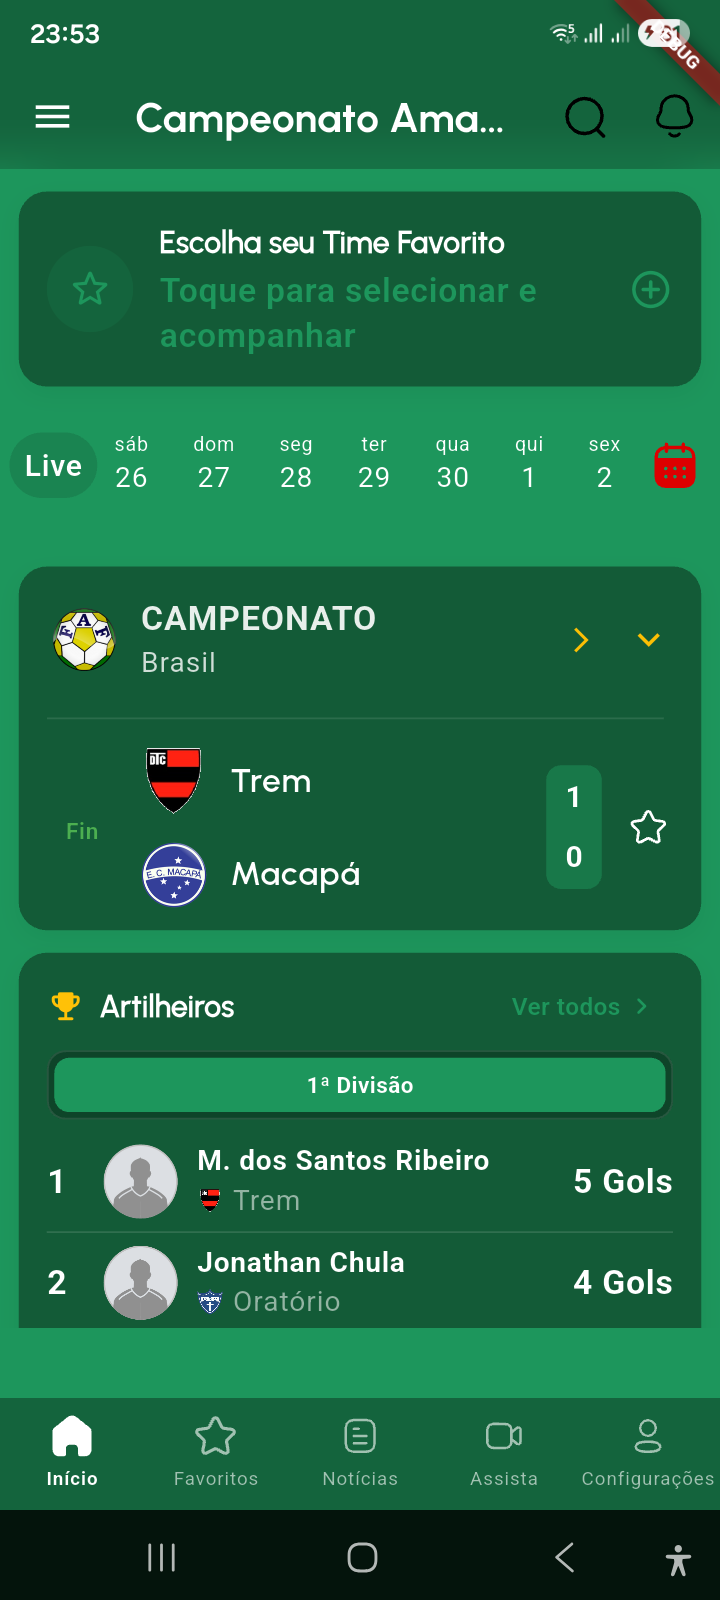 23:53
Campeonato Ama...
Escolha seu Time Favorito
Toque para selecionar e
acompanhar
Live
sáb dom seg ter qua qui sex
26 27 28 29 30 1 2
FAF
CAMPEONATO
Brasil
DTC
Trem
1
Fin
E. C. MACAPÁ
Macapá
0
Artilheiros
Ver todos
1ª Divisão
1
M. dos Santos Ribeiro
Trem
5 Gols
2
Jonathan Chula
Oratório
4 Gols
Início Favoritos Notícias Assista Configurações